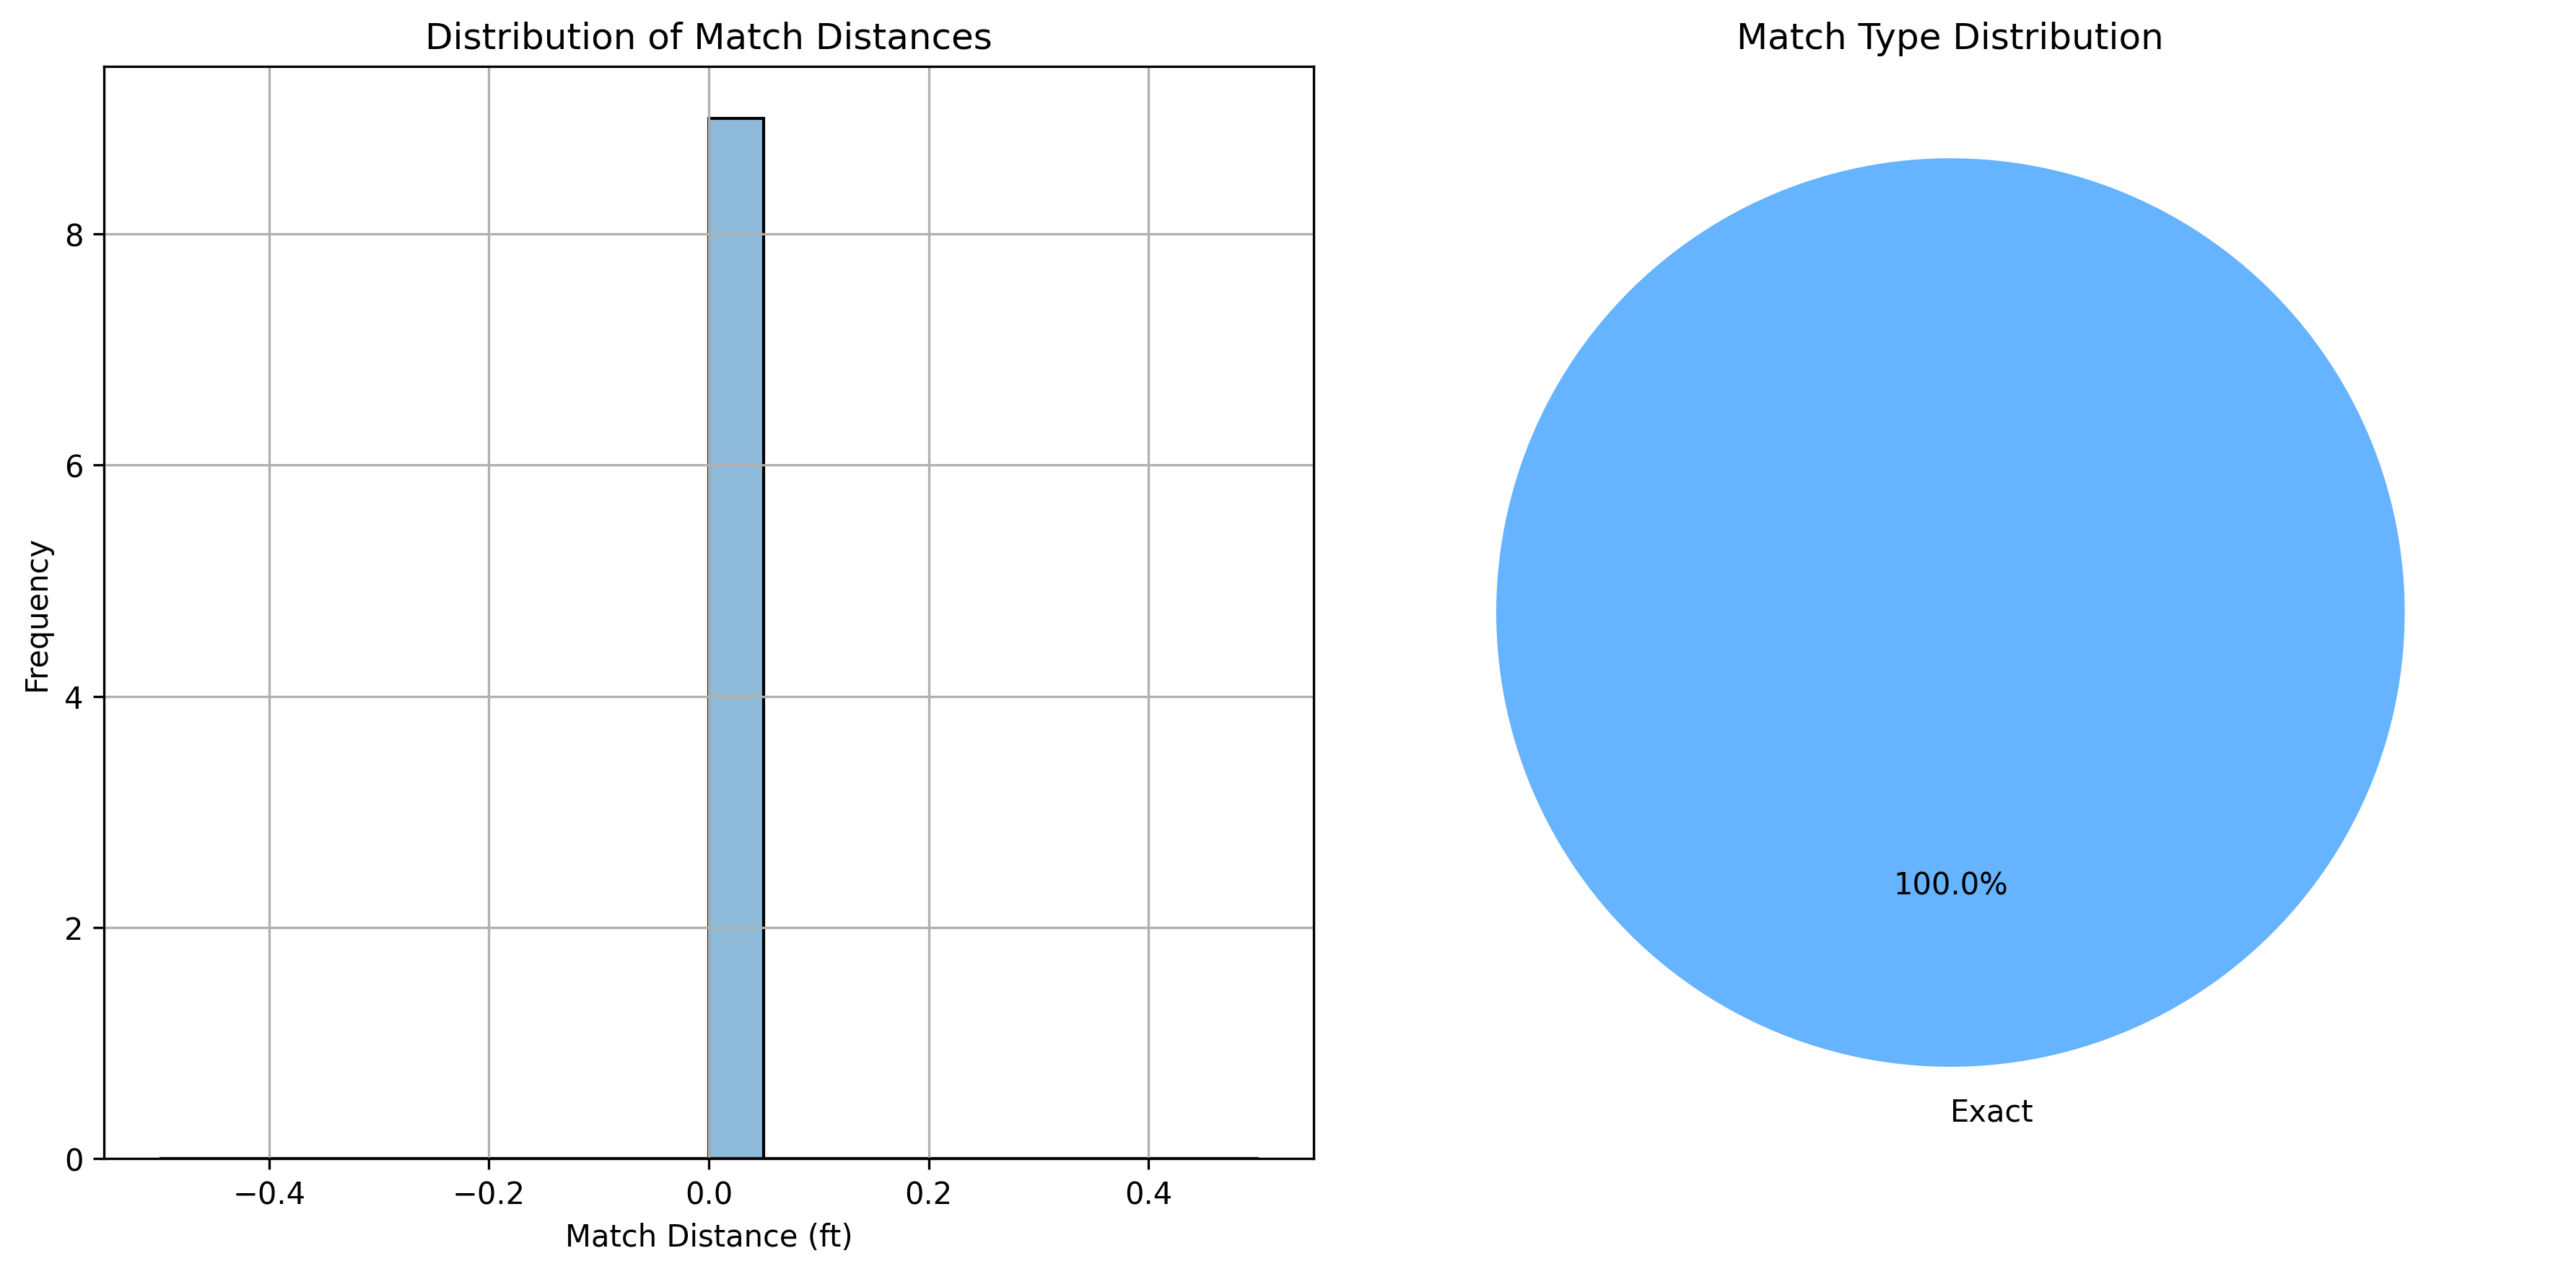 Distribution of Match Distances
8
6
4
2
0
Frequency
−0.4 −0.2 0.0 0.2 0.4
Match Distance (ft)
Match Type Distribution
100.0%
Exact